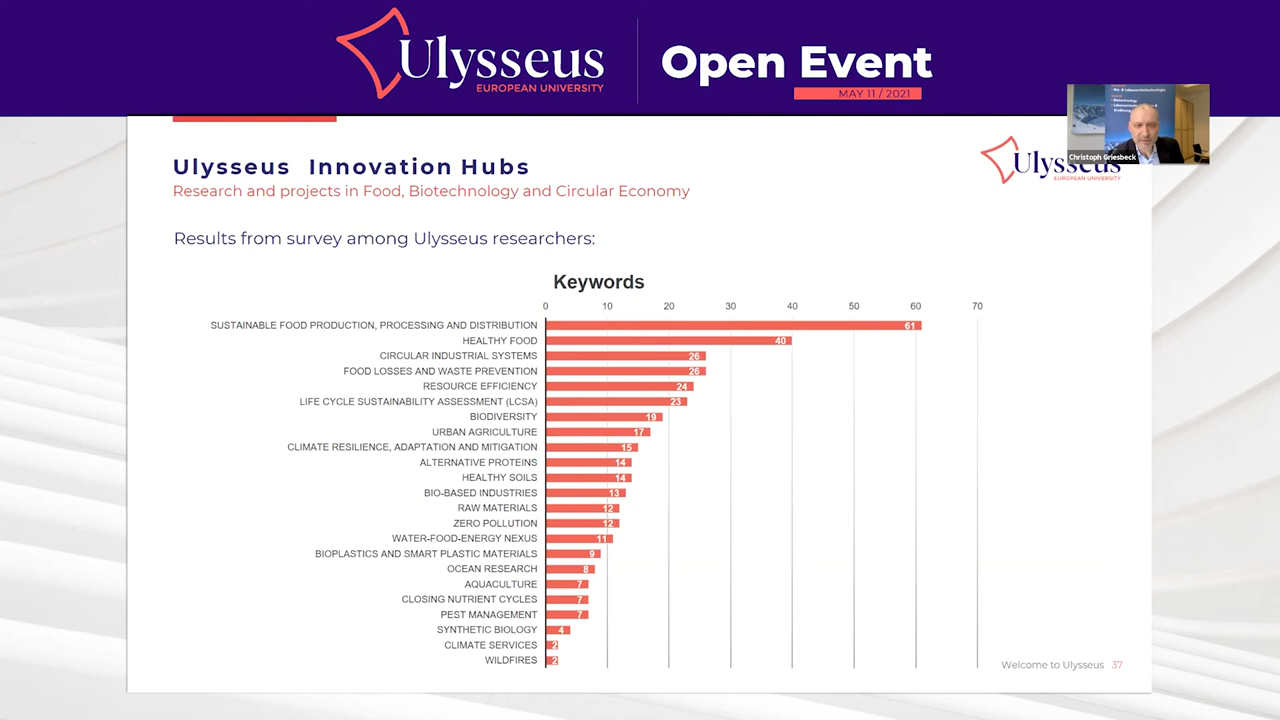 Ulysseus
EUROPEAN UNIVERSITY
Open Event
MAY 11 / 2021
Biotechnology
Christoph Griesbeck
Ulysseus
EUROPEAN UNIVERSITY
Ulysseus Innovation Hubs
Research and projects in Food, Biotechnology and Circular Economy
Results from survey among Ulysseus researchers:
Keywords
0 10 20 30 40 50 60 70
SUSTAINABLE FOOD PRODUCTION, PROCESSING AND DISTRIBUTION 61
HEALTHY FOOD 40
CIRCULAR INDUSTRIAL SYSTEMS 26
FOOD LOSSES AND WASTE PREVENTION 26
RESOURCE EFFICIENCY 24
LIFE CYCLE SUSTAINABILITY ASSESSMENT (LCSA) 23
BIODIVERSITY 19
URBAN AGRICULTURE 17
CLIMATE RESILIENCE, ADAPTATION AND MITIGATION 15
ALTERNATIVE PROTEINS 14
HEALTHY SOILS 14
BIO-BASED INDUSTRIES 13
RAW MATERIALS 12
ZERO POLLUTION 12
WATER-FOOD-ENERGY NEXUS 11
BIOPLASTICS AND SMART PLASTIC MATERIALS 9
OCEAN RESEARCH 8
AQUACULTURE 7
CLOSING NUTRIENT CYCLES 7
PEST MANAGEMENT 7
SYNTHETIC BIOLOGY 4
CLIMATE SERVICES 2
WILDFIRES 2
Welcome to Ulysseus 37